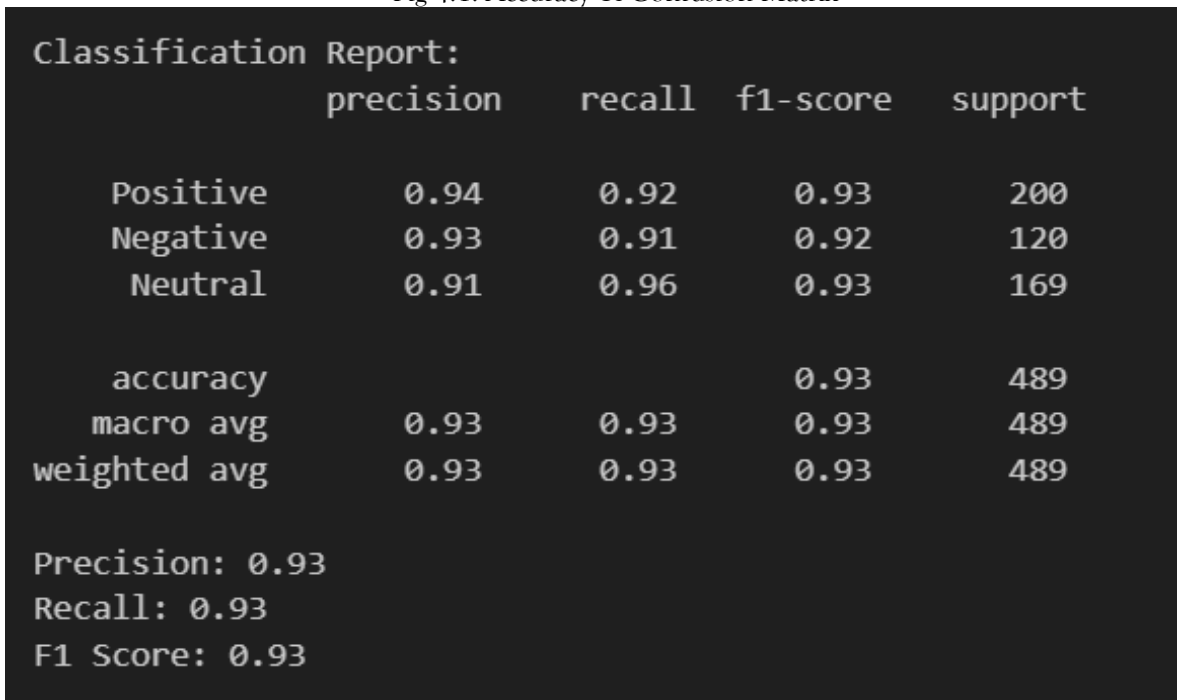 Classification Report:
precision recall f1-score support
Positive 0.94 0.92 0.93 200
Negative 0.93 0.91 0.92 120
Neutral 0.91 0.96 0.93 169
accuracy 0.93 489
macro avg 0.93 0.93 0.93 489
weighted avg 0.93 0.93 0.93 489
Precision: 0.93
Recall: 0.93
F1 Score: 0.93